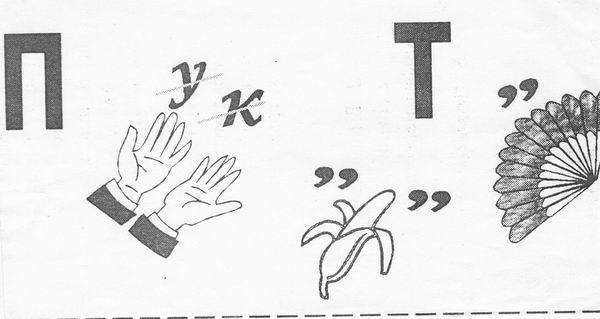 П
у
к
Т
,,
,,
,,